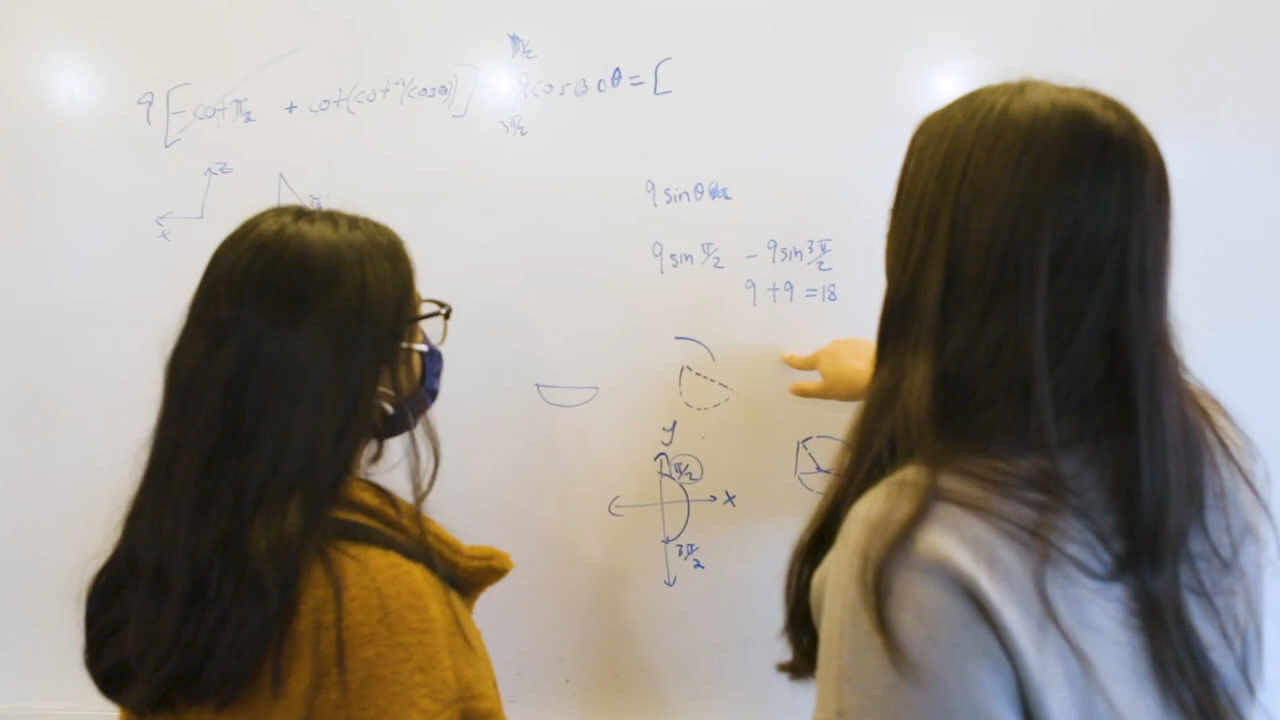 π/2
9[-cot π/2 + cot(cot⁻¹(cosθ))] 9cosθ dθ = [
3π/2
z
x
9 sinθ
9 sin π/2 - 9 sin 3π/2
9 + 9 = 18
y
π/2
x
3π/2